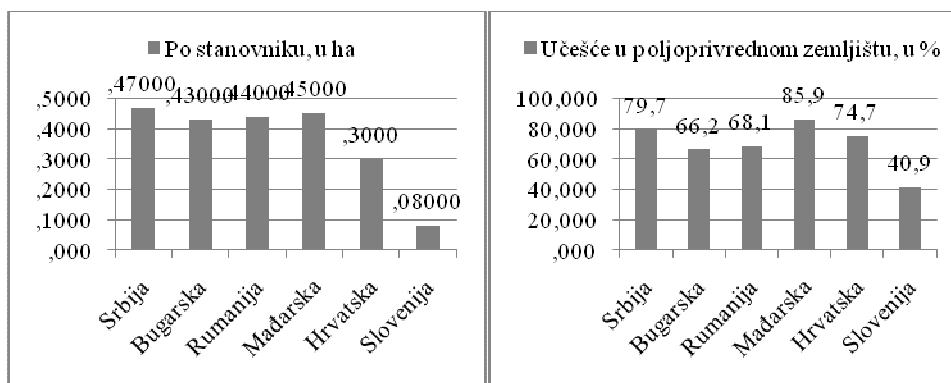 Po stanovniku, u ha
,47000
,43000
,44000
,45000
,3000
,08000
,5000
,4000
,3000
,2000
,1000
,000
Srbija
Bugarska
Rumanija
Mađarska
Hrvatska
Slovenija
Učešće u poljoprivrednom zemljištu, u %
79,7
66,2
68,1
85,9
74,7
40,9
100,000
80,000
60,000
40,000
20,000
,000
Srbija
Bugarska
Rumanija
Mađarska
Hrvatska
Slovenija